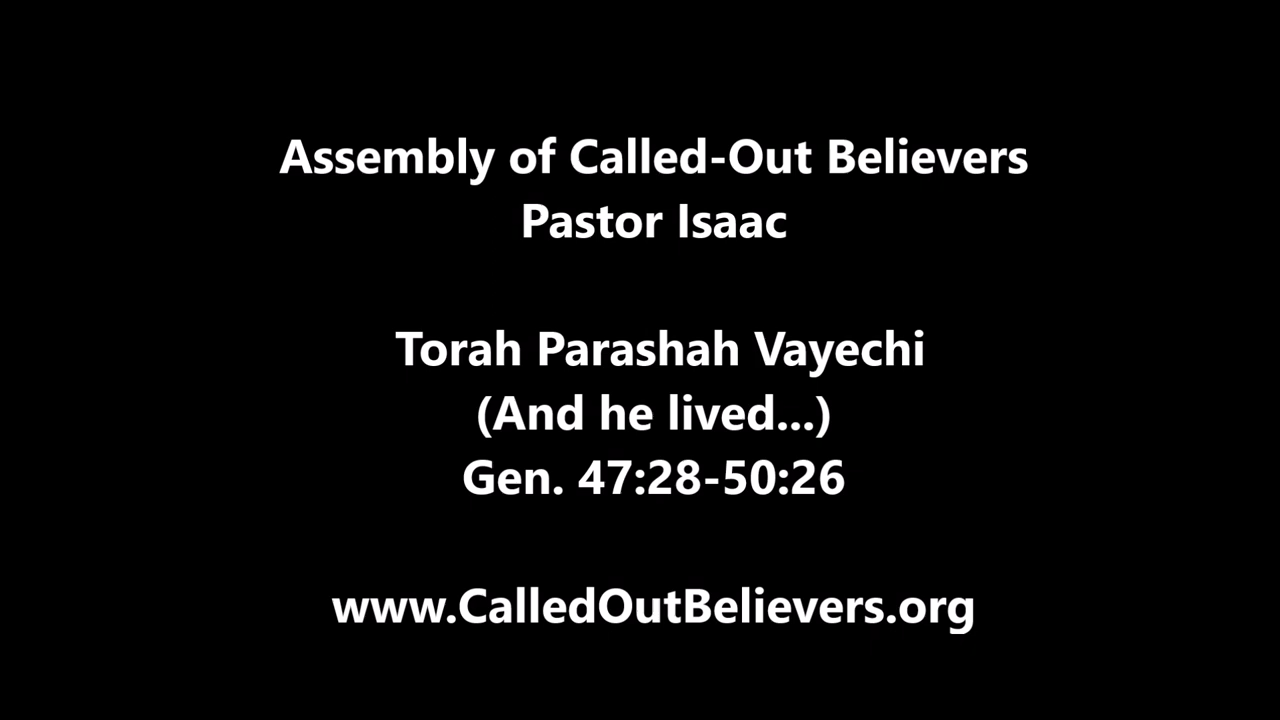 Assembly of Called-Out Believers
Pastor Isaac
Torah Parashah Vayechi
(And he lived...)
Gen. 47:28-50:26
www.CalledOutBelievers.org